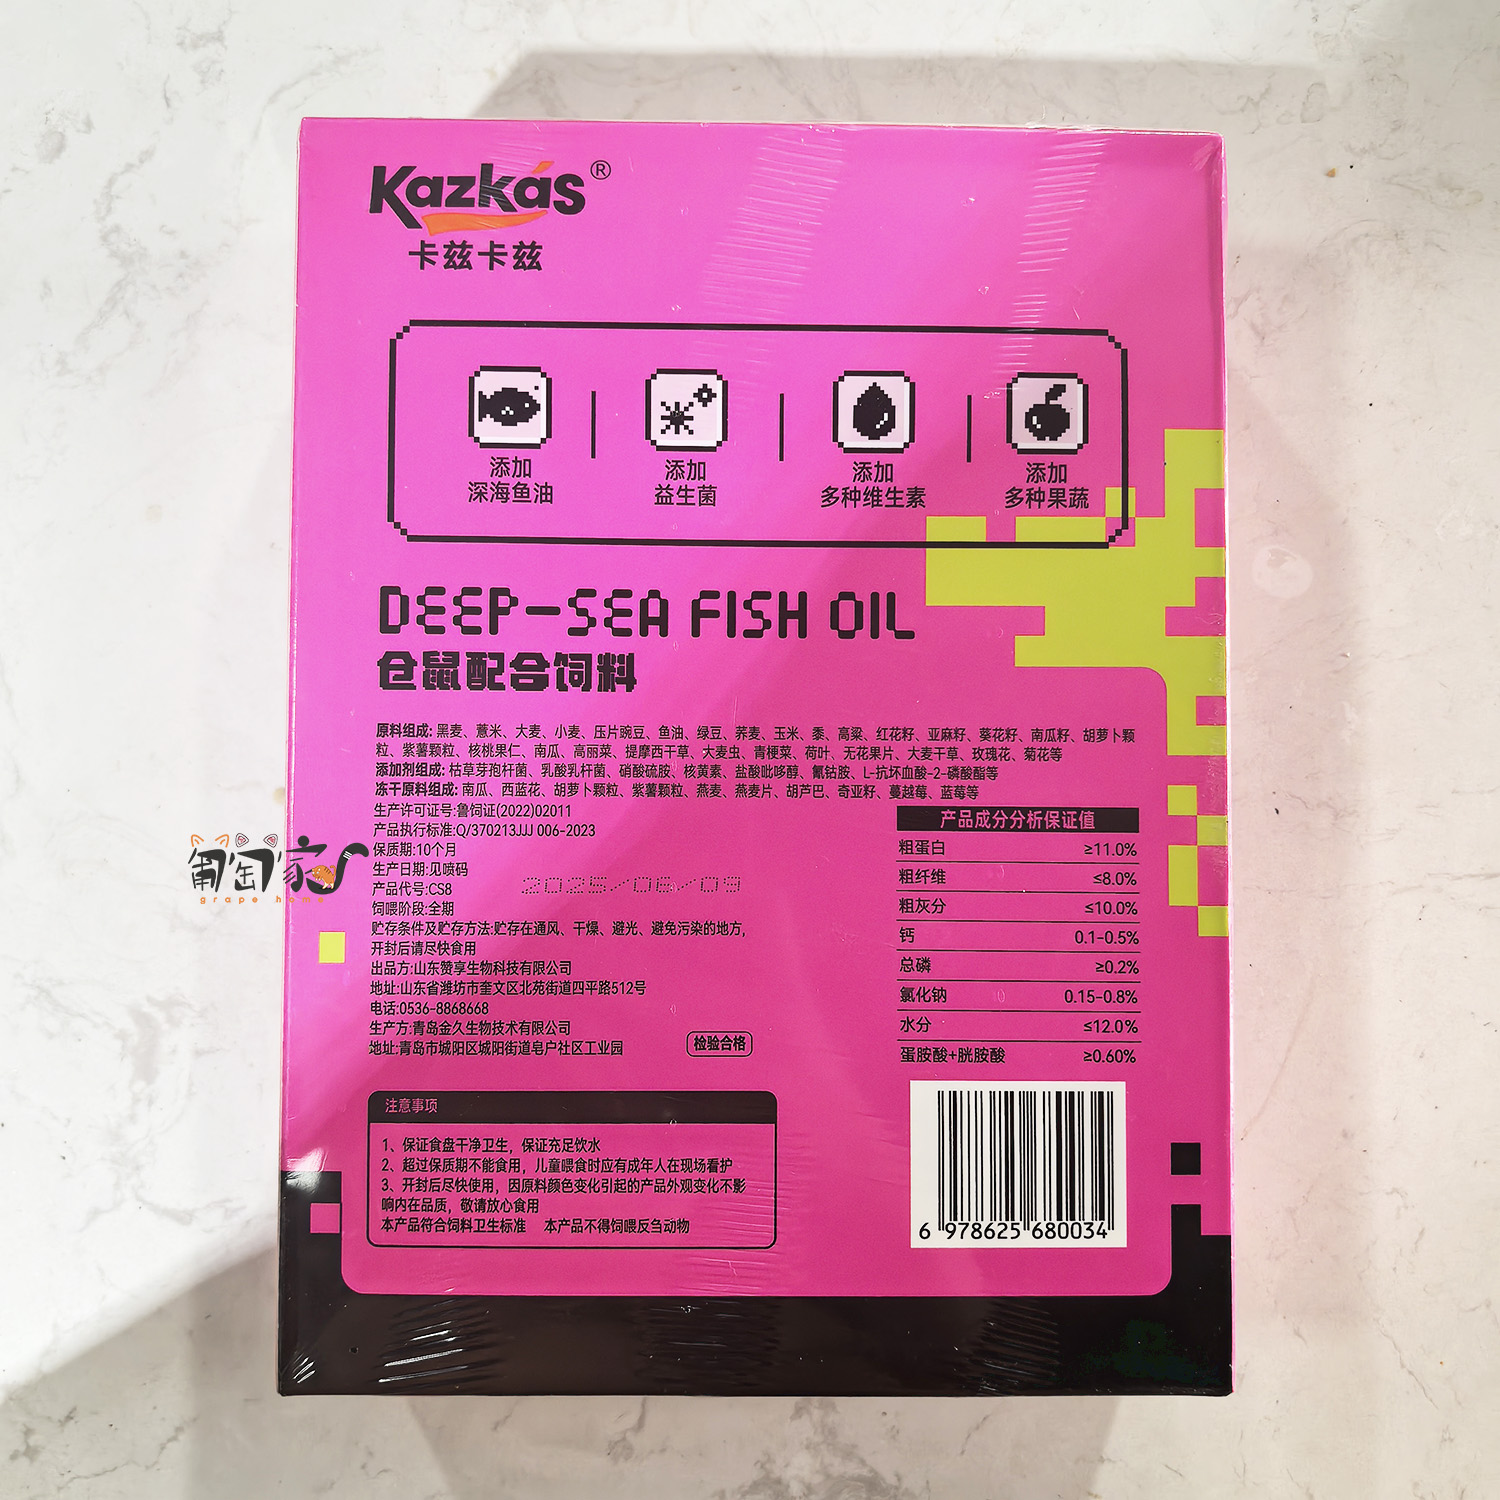 Kazkás®
卡兹卡兹
添加
深海鱼油
添加
益生菌
添加
多种维生素
添加
多种果蔬
DEEP-SEA FISH OIL
仓鼠配合饲料
原料组成: 黑麦、薏米、大麦、小麦、压片豌豆、鱼油、绿豆、荞麦、玉米、黍、高粱、红花籽、亚麻籽、葵花籽、南瓜籽、胡萝卜颗
粒、紫薯颗粒、核桃果仁、南瓜、高丽菜、提摩西干草、大麦虫、青梗菜、荷叶、无花果片、大麦干草、玫瑰花、菊花等
添加剂组成: 枯草芽孢杆菌、乳酸乳杆菌、硝酸硫胺、核黄素、盐酸吡哆醇、氰钴胺、L-抗坏血酸-2-磷酸酯等
冻干原料组成: 南瓜、西蓝花、胡萝卜颗粒、紫薯颗粒、燕麦、燕麦片、胡芦巴、奇亚籽、蔓越莓、蓝莓等
生产许可证号:鲁饲证(2022)02011
产品执行标准:Q/370213JJJ 006-2023
保质期:10个月
生产日期:见喷码
产品代号:CS8
2025/06/09
饲喂阶段:全期
贮存条件及贮存方法:贮存在通风、干燥、避光、避免污染的地方，
开封后请尽快食用
出品方:山东赞享生物科技有限公司
地址:山东省潍坊市奎文区北苑街道四平路512号
电话:0536-8868668
生产方:青岛金久生物技术有限公司
地址:青岛市城阳区城阳街道皂户社区工业园
检验合格
葡萄家
grape home
产品成分分析保证值
粗蛋白 ≥11.0%
粗纤维 ≤8.0%
粗灰分 ≤10.0%
钙 0.1-0.5%
总磷 ≥0.2%
氯化钠 0.15-0.8%
水分 ≤12.0%
蛋胺酸+胱胺酸 ≥0.60%
注意事项
1、保证食盘干净卫生，保证充足饮水
2、超过保质期不能食用，儿童喂食时应有成年人在现场看护
3、开封后尽快使用，因原料颜色变化引起的产品外观变化不影
响内在品质，敬请放心食用
本产品符合饲料卫生标准 本产品不得饲喂反刍动物
6 978625 680034